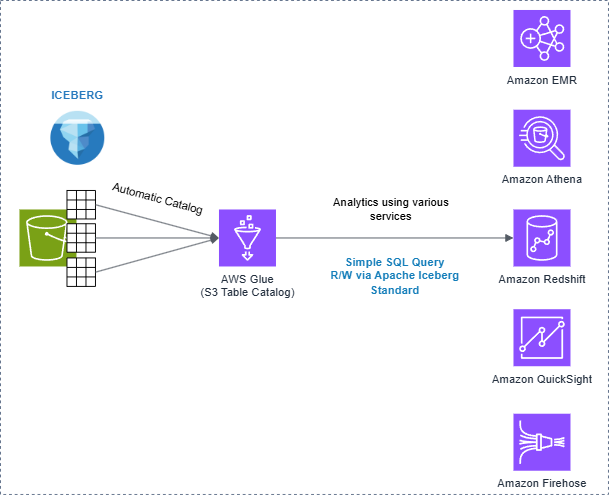 Amazon EMR
ICEBERG
Amazon Athena
Automatic Catalog
Analytics using various
services
Simple SQL Query
R/W via Apache Iceberg
Standard
AWS Glue
(S3 Table Catalog)
Amazon Redshift
Amazon QuickSight
Amazon Firehose